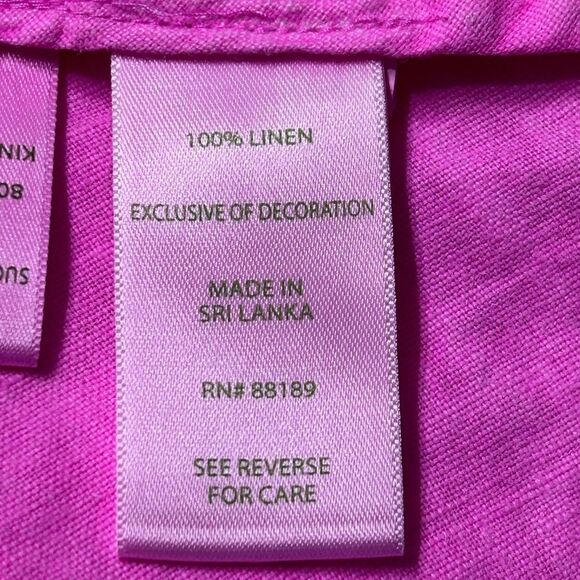 100% LINEN
EXCLUSIVE OF DECORATION
MADE IN
SRI LANKA
RN# 88189
SEE REVERSE
FOR CARE